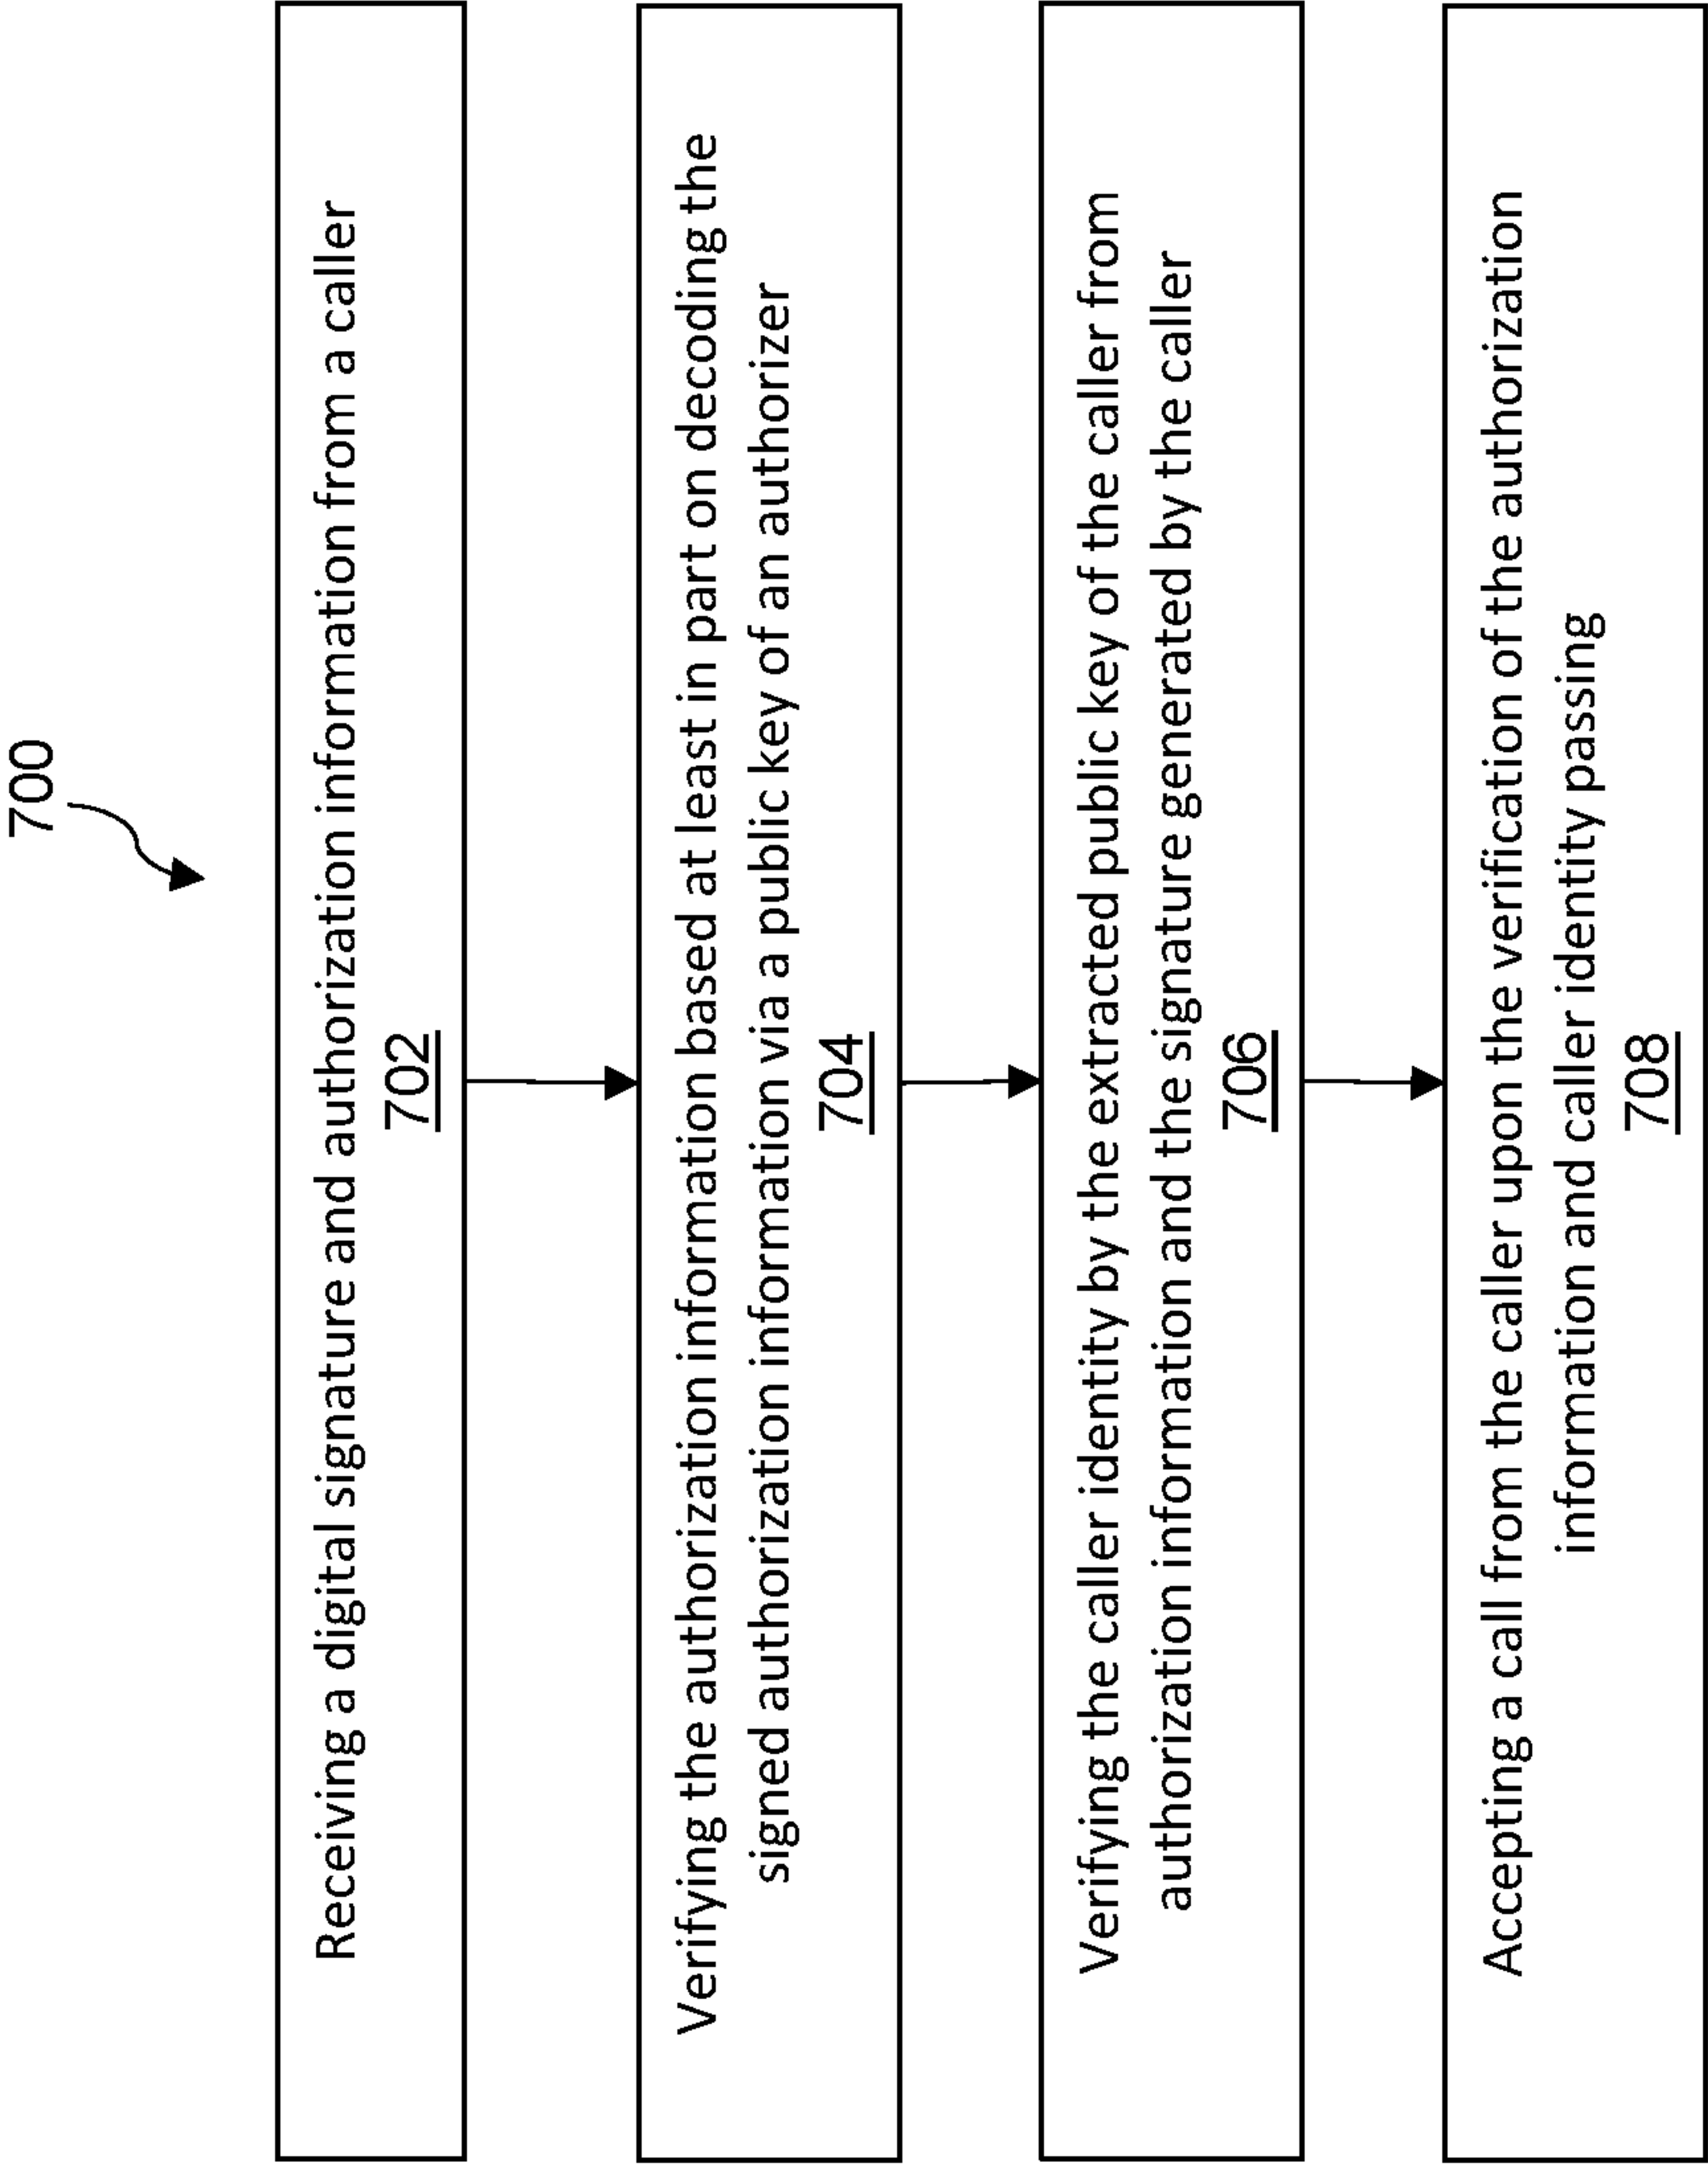 700
Receiving a digital signature and authorization information from a caller
702
Verifying the authorization information based at least in part on decoding the
signed authorization information via a public key of an authorizer
704
Verifying the caller identity by the extracted public key of the caller from
authorization information and the signature generated by the caller
706
Accepting a call from the caller upon the verification of the authorization
information and caller identity passing
708